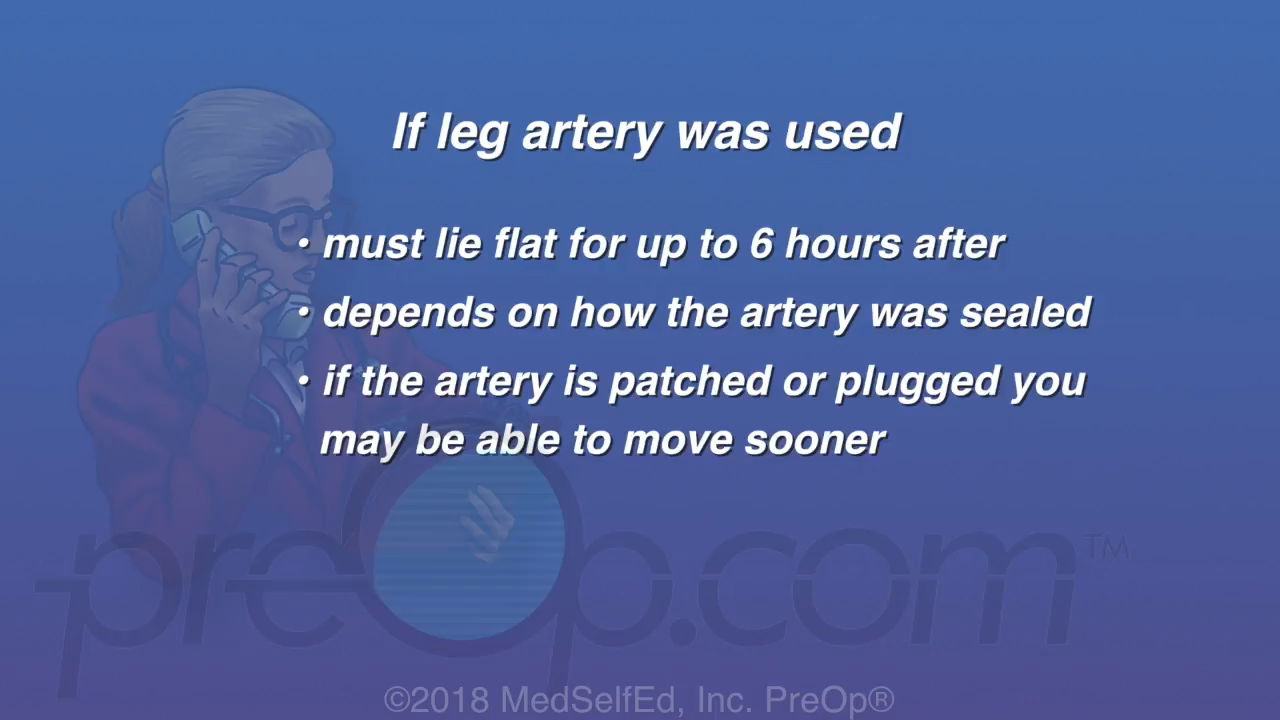 If leg artery was used
• must lie flat for up to 6 hours after
• depends on how the artery was sealed
• if the artery is patched or plugged you
may be able to move sooner
preOp.com™
©2018 MedSelfEd, Inc. PreOp®